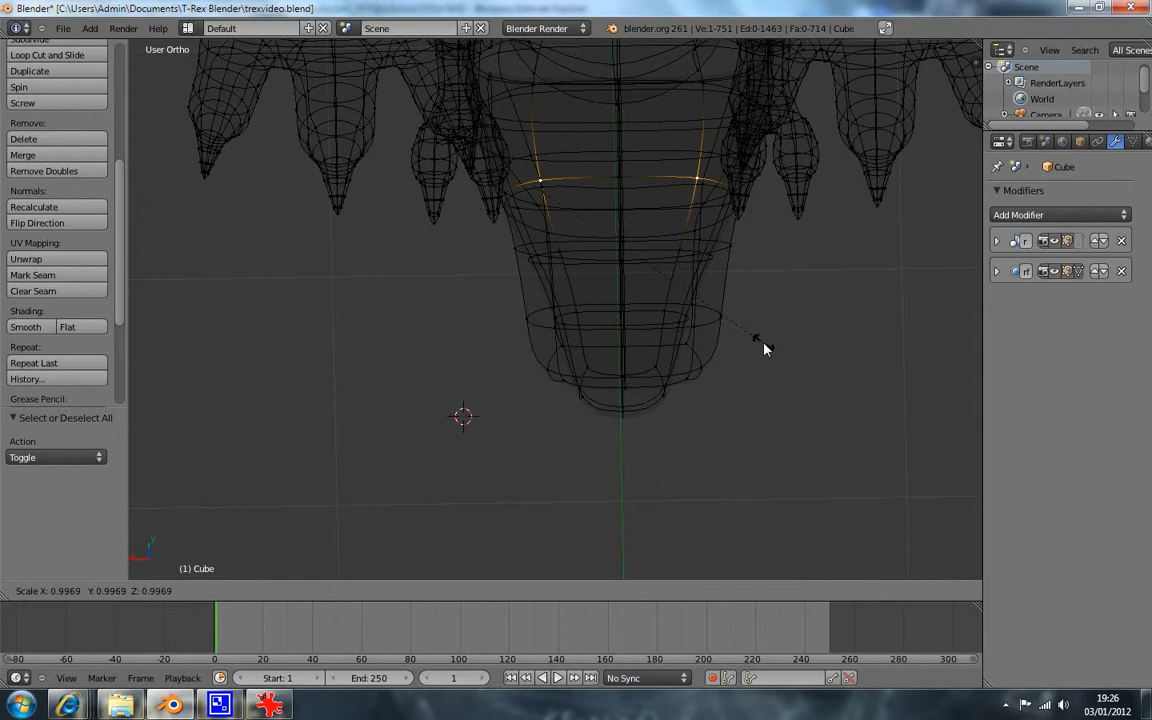 Blender* [C:\Users\Admin\Documents\T-Rex Blender\trexvideo.blend]
File Add Render Help Default Scene Blender Render blender.org 261 | Ve:1-751 | Ed:0-1463 | Fa:0-714 | Cube
View Search All Scene
Subdivide
Loop Cut and Slide
Duplicate
Spin
Screw
Remove:
Delete
Merge
Remove Doubles
Normals:
Recalculate
Flip Direction
UV Mapping:
Unwrap
Mark Seam
Clear Seam
Shading:
Smooth Flat
Repeat:
Repeat Last
History...
Grease Pencil:
Select or Deselect All
Action
Toggle
User Ortho
y
(1) Cube
Scene
RenderLayers
World
Camera
Cube
Modifiers
Add Modifier
r
rf
Scale X: 0.9969 Y: 0.9969 Z: 0.9969
-80 -60 -40 -20 0 20 40 60 80 100 120 140 160 180 200 220 240 260 280 300
View Marker Frame Playback Start: 1 End: 250 1 No Sync
19:26
03/01/2012